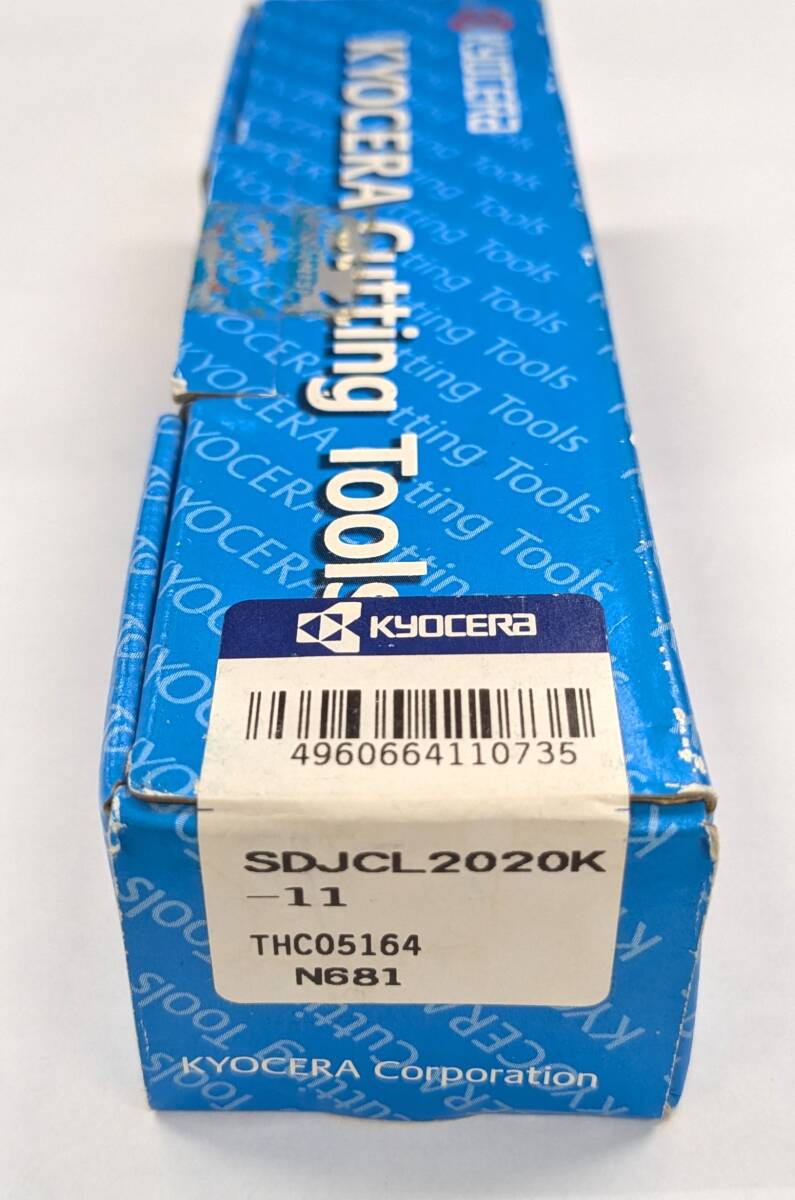 KYOCERA
KYOCERA Cutting Tools
KYOCERA
4960664110735
SDJCL2020K
-11
THC05164
N681
KYOCERA Corporation